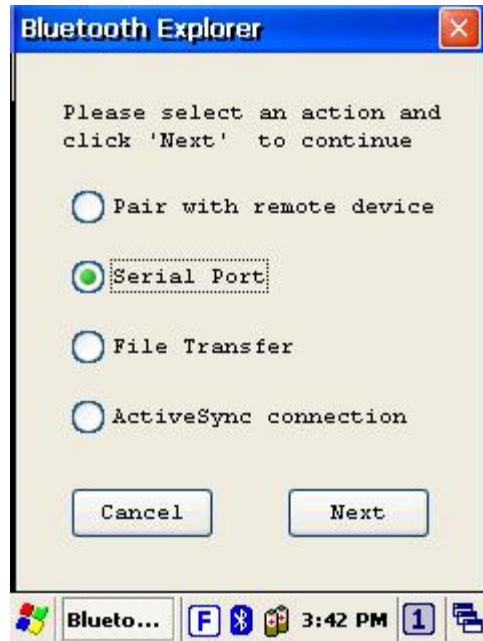 Bluetooth Explorer
Please select an action and
click 'Next' to continue
Pair with remote device
Serial Port
File Transfer
ActiveSync connection
Cancel Next
Blueto... F 3:42 PM 1